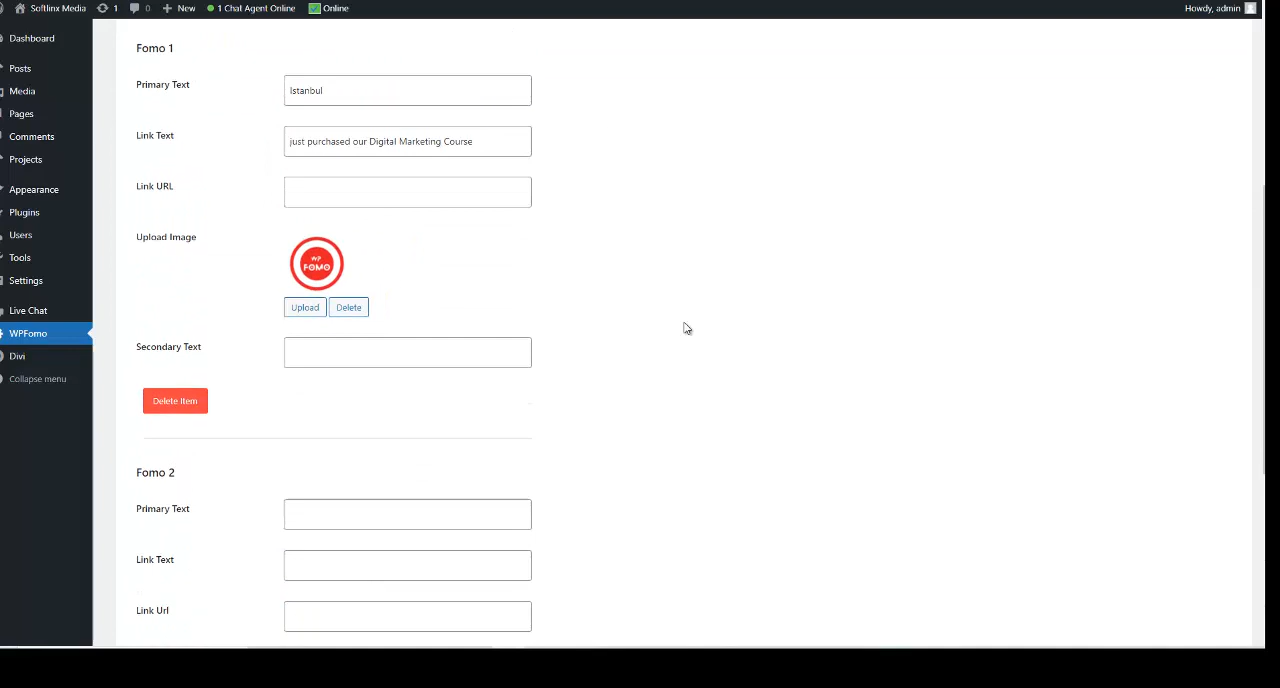 Softlinx Media 1 0 New 1 Chat Agent Online Online Howdy, admin
Dashboard
Posts
Media
Pages
Comments
Projects
Appearance
Plugins
Users
Tools
Settings
Live Chat
WPFomo
Divi
Collapse menu
Fomo 1
Primary Text
Istanbul
Link Text
just purchased our Digital Marketing Course
Link URL
Upload Image
WP
FOMO
Upload Delete
Secondary Text
Delete Item
Fomo 2
Primary Text
Link Text
Link Url